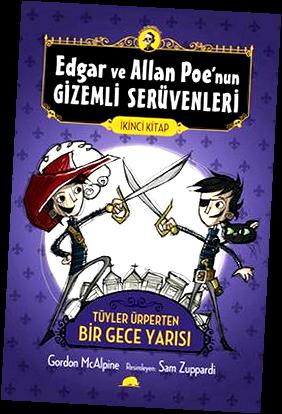 Edgar ve Allan Poe'nun
GİZEMLİ SERÜVENLERİ
İKİNCİ KİTAP
TÜYLER ÜRPERTEN
BİR GECE YARISI
Gordon McAlpine Resimleyen: Sam Zuppardi